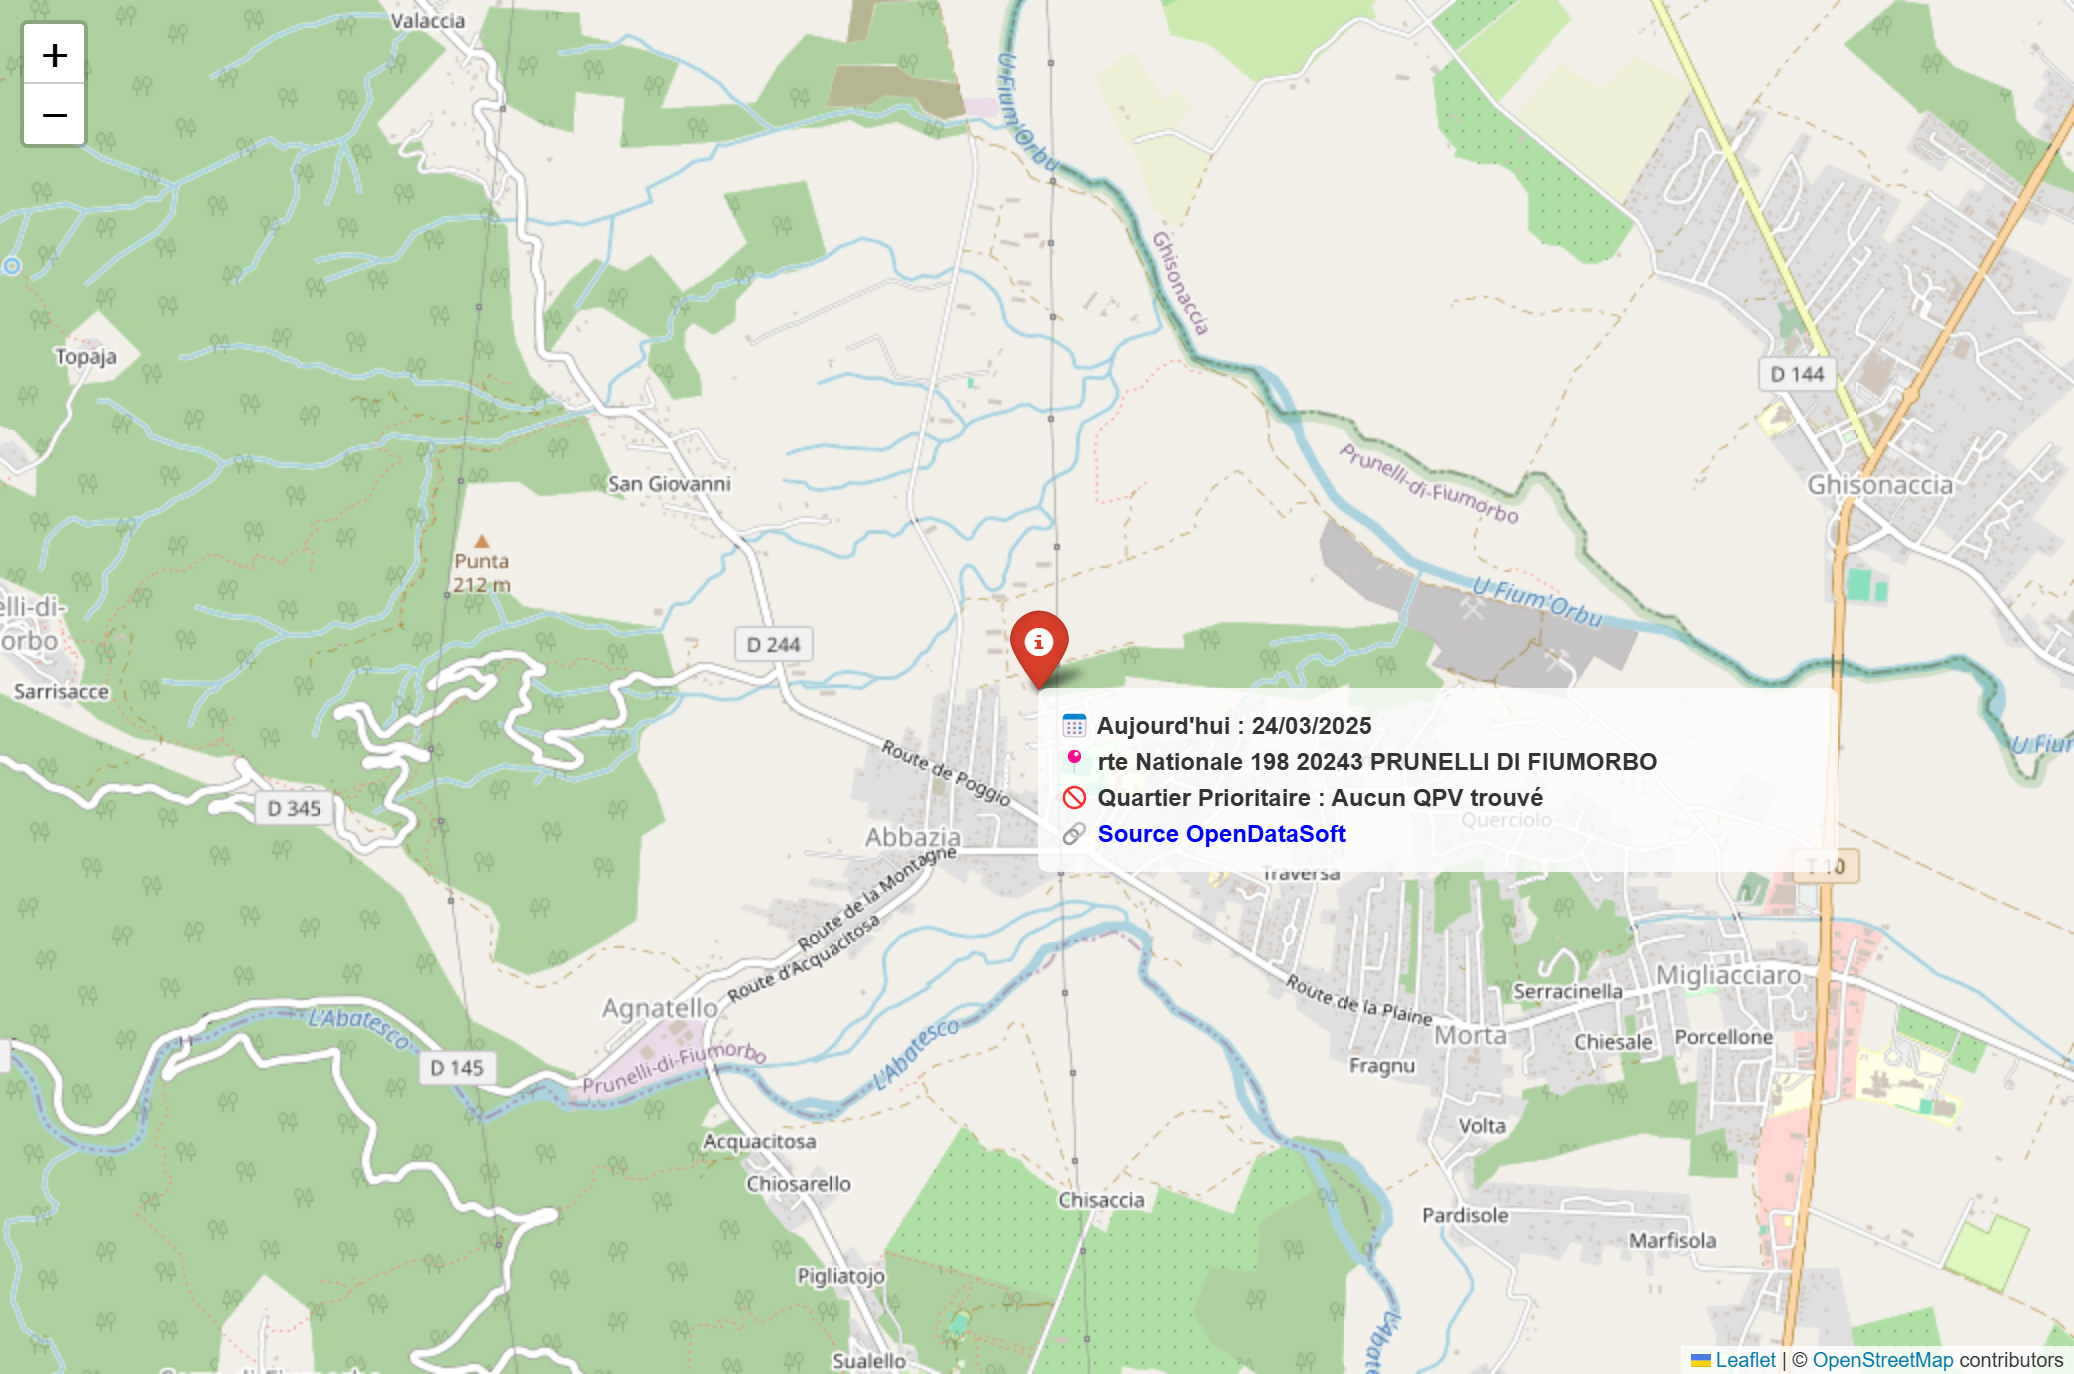 Valaccia
+
−
U Fium'Orbu
Ghisonaccia
Topaja
D 144
San Giovanni
Prunelli-di-Fiumorbo
Ghisonaccia
Punta
212 m
U Fium'Orbu
elli-di-
orbo
D 244
Sarrisacce
Aujourd'hui : 24/03/2025
rte Nationale 198 20243 PRUNELLI DI FIUMORBO
Quartier Prioritaire : Aucun QPV trouvé
Source OpenDataSoft
U Fiur
Route de Poggio
D 345
Abbazia
Querciolo
Traversa
T 10
Route de la Montagne
Route d'Acquacitosa
Agnatello
Migliacciaro
Serracinella
Route de la Plaine
L'Abatesco
L'Abatesco
Morta
Chiesale
Porcellone
Prunelli-di-Fiumorbo
D 145
Fragnu
Volta
Acquacitosa
Chiosarello
Chisaccia
Pardisole
Marfisola
Pigliatojo
L'Abate
Sualello
Leaflet | © OpenStreetMap contributors